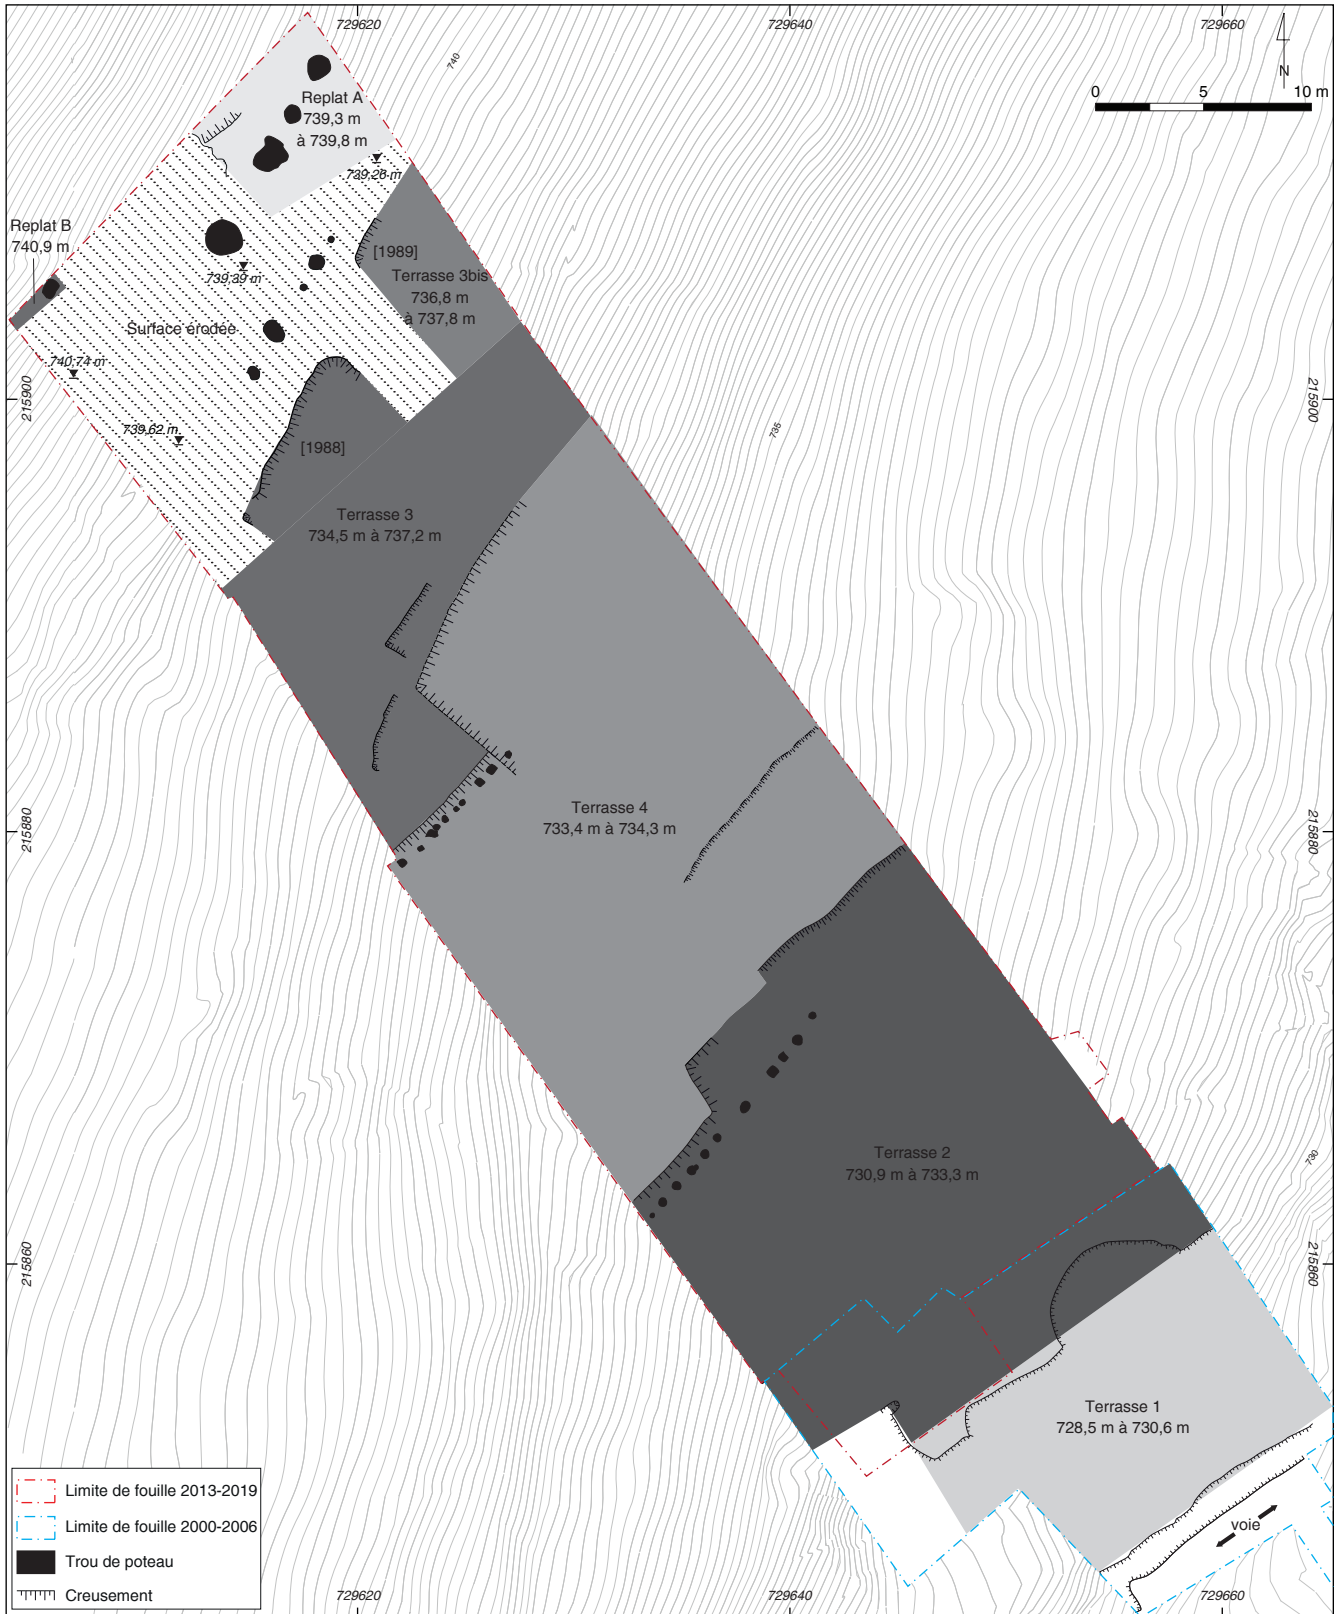 729620
729640
729660
740
N
0
5
10 m
Replat A
739,3 m
à 739,8 m
739,26 m
Replat B
740,9 m
[1989]
Terrasse 3bis
736,8 m
à 737,8 m
739,39 m
Surface érodée
740,74 m
215900
215900
739,62 m
735
[1988]
Terrasse 3
734,5 m à 737,2 m
Terrasse 4
733,4 m à 734,3 m
215880
215880
Terrasse 2
730,9 m à 733,3 m
730
215860
215860
Terrasse 1
728,5 m à 730,6 m
voie
Limite de fouille 2013-2019
Limite de fouille 2000-2006
Trou de poteau
Creusement
729620
729640
729660